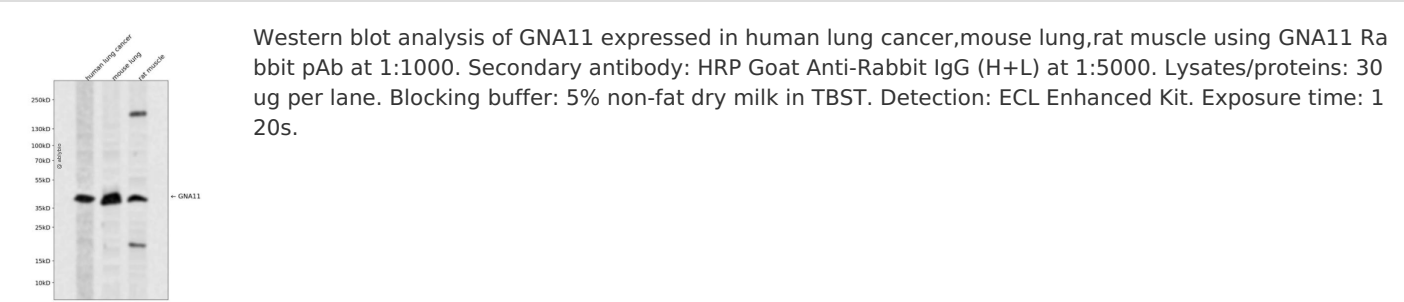 human lung cancer
mouse lung
rat muscle
250kD
130kD
100kD
70kD
55kD
35kD
25kD
15kD
10kD
© abiybio
← GNA11
Western blot analysis of GNA11 expressed in human lung cancer,mouse lung,rat muscle using GNA11 Ra
bbit pAb at 1:1000. Secondary antibody: HRP Goat Anti-Rabbit IgG (H+L) at 1:5000. Lysates/proteins: 30
ug per lane. Blocking buffer: 5% non-fat dry milk in TBST. Detection: ECL Enhanced Kit. Exposure time: 1
20s.